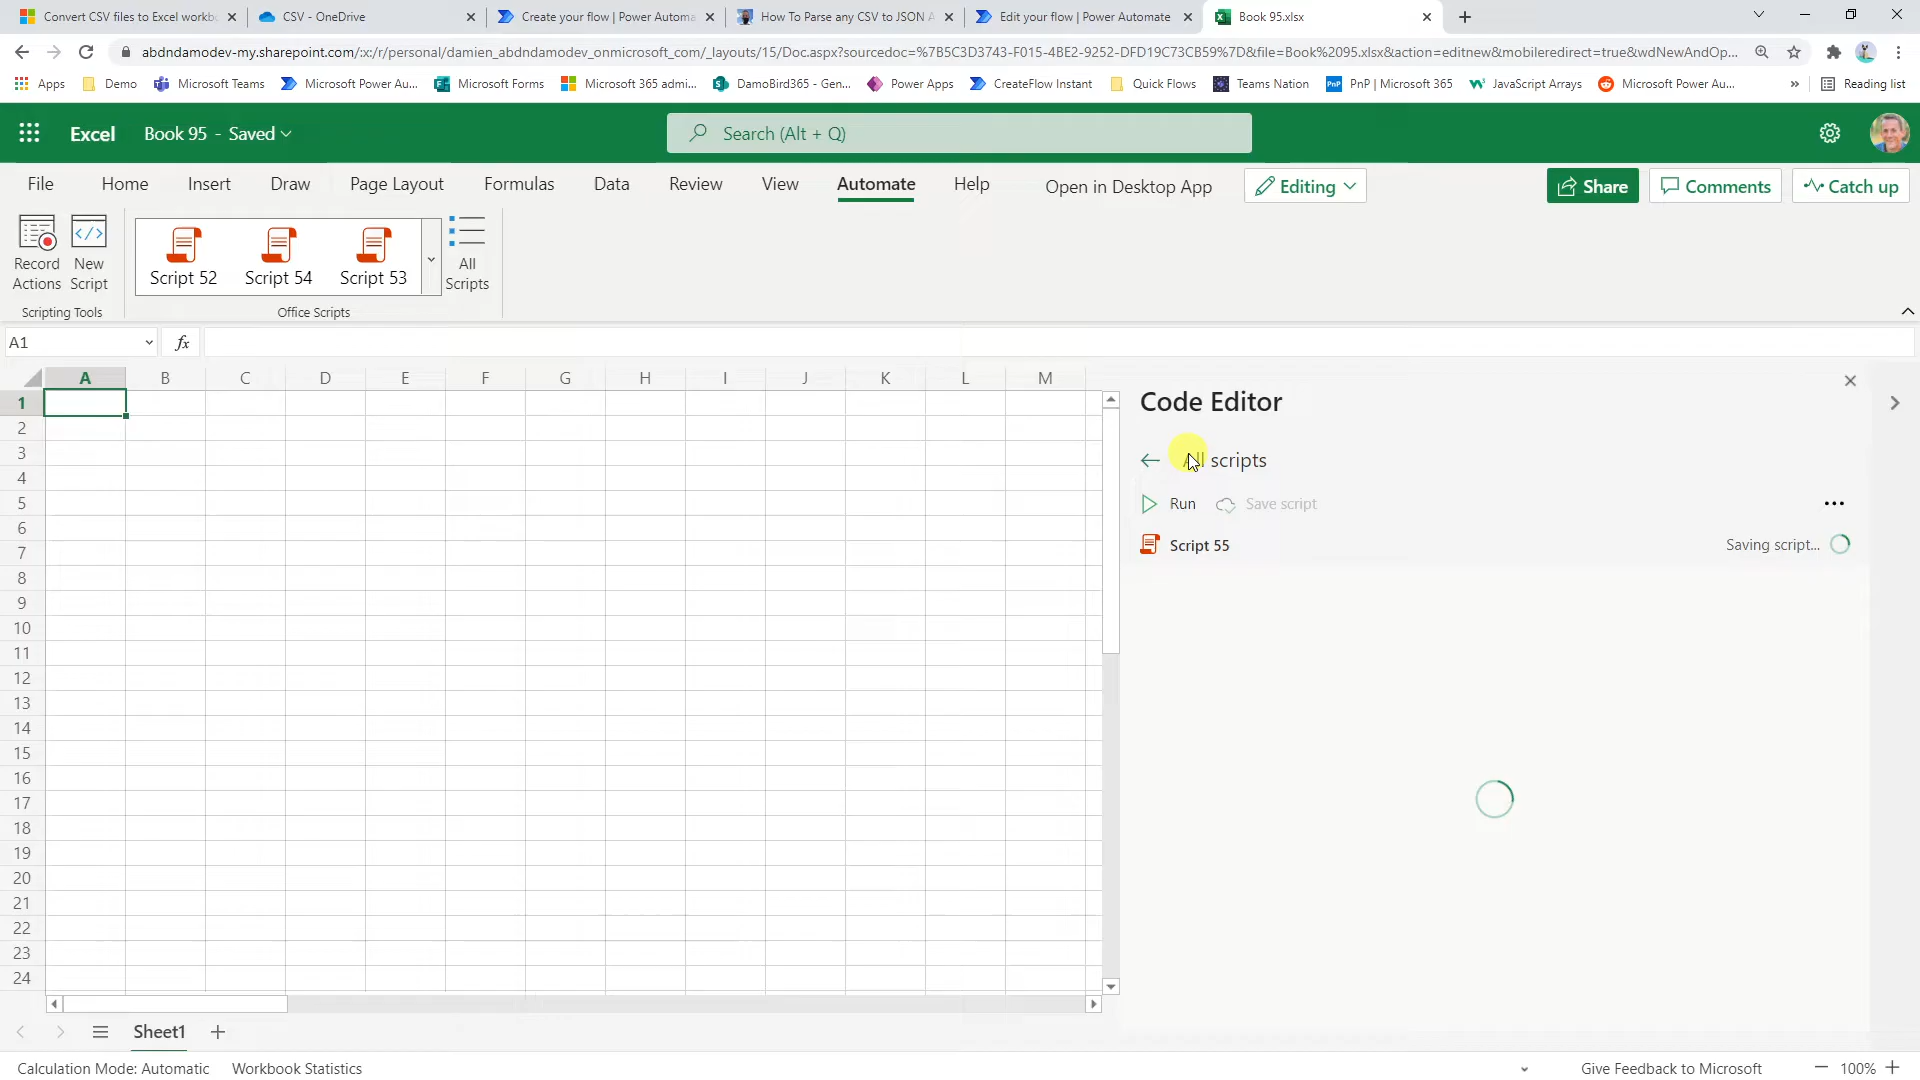 Convert CSV files to Excel workb
CSV - OneDrive
Create your flow | Power Automa
How To Parse any CSV to JSON A
Edit your flow | Power Automate
Book 95.xlsx
abdndamodev-my.sharepoint.com/:x:/r/personal/damien_abdndamodev_onmicrosoft_com/_layouts/15/Doc.aspx?sourcedoc=%7B5C3D3743-F015-4BE2-9252-DFD19C73CB59%7D&file=Book%2095.xlsx&action=editnew&mobileredirect=true&wdNewAndOp...
Apps
Demo
Microsoft Teams
Microsoft Power Au...
Microsoft Forms
Microsoft 365 admi...
DamoBird365 - Gen...
Power Apps
CreateFlow Instant
Quick Flows
Teams Nation
PnP | Microsoft 365
JavaScript Arrays
Microsoft Power Au...
»
Reading list
Excel
Book 95 - Saved
Search (Alt + Q)
File
Home
Insert
Draw
Page Layout
Formulas
Data
Review
View
Automate
Help
Open in Desktop App
Editing
Share
Comments
Catch up
Record Actions
New Script
Script 52
Script 54
Script 53
All Scripts
Scripting Tools
Office Scripts
A1
fx
A B C D E F G H I J K L M
1
2
3
4
5
6
7
8
9
10
11
12
13
14
15
16
17
18
19
20
21
22
23
24
Code Editor
All scripts
Run
Save script
...
Script 55
Saving script...
Sheet1
Calculation Mode: Automatic
Workbook Statistics
Give Feedback to Microsoft
100%